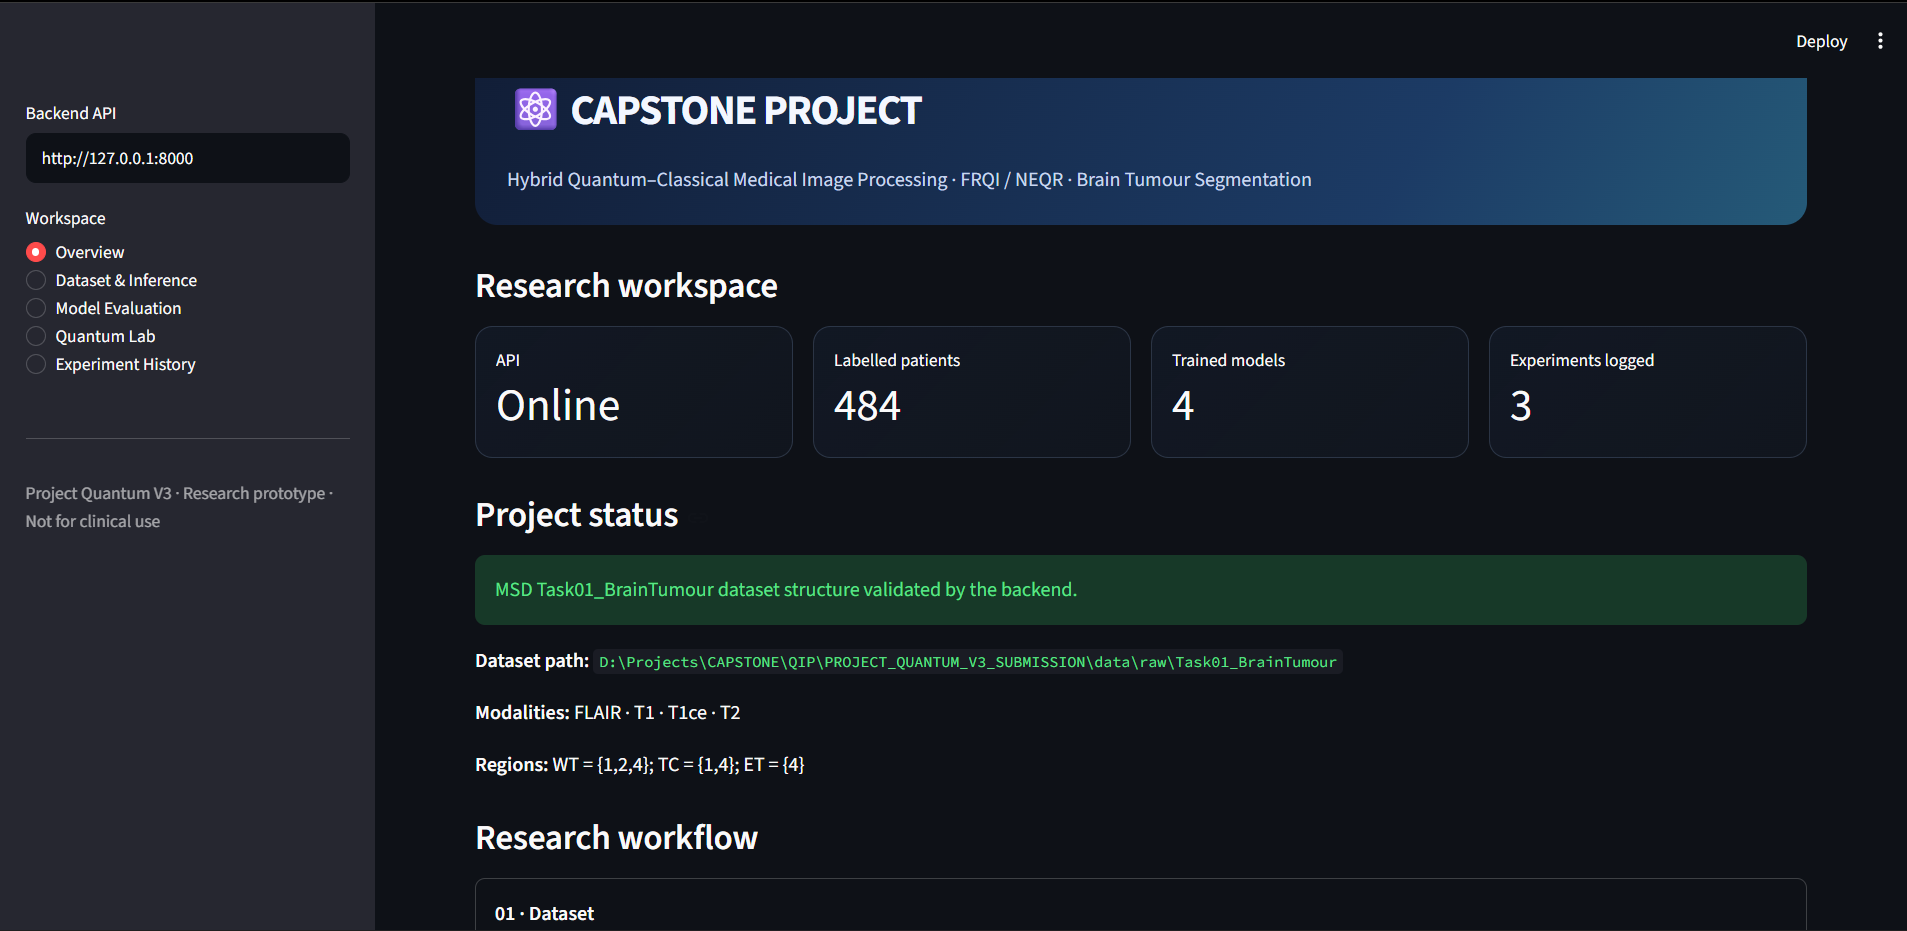 Deploy
Backend API
http://127.0.0.1:8000
Workspace
Overview
Dataset & Inference
Model Evaluation
Quantum Lab
Experiment History
Project Quantum V3 · Research prototype ·
Not for clinical use
CAPSTONE PROJECT
Hybrid Quantum–Classical Medical Image Processing · FRQI / NEQR · Brain Tumour Segmentation
Research workspace
API
Online
Labelled patients
484
Trained models
4
Experiments logged
3
Project status
MSD Task01_BrainTumour dataset structure validated by the backend.
Dataset path: D:\Projects\CAPSTONE\QIP\PROJECT_QUANTUM_V3_SUBMISSION\data\raw\Task01_BrainTumour
Modalities: FLAIR · T1 · T1ce · T2
Regions: WT = {1,2,4}; TC = {1,4}; ET = {4}
Research workflow
01 · Dataset